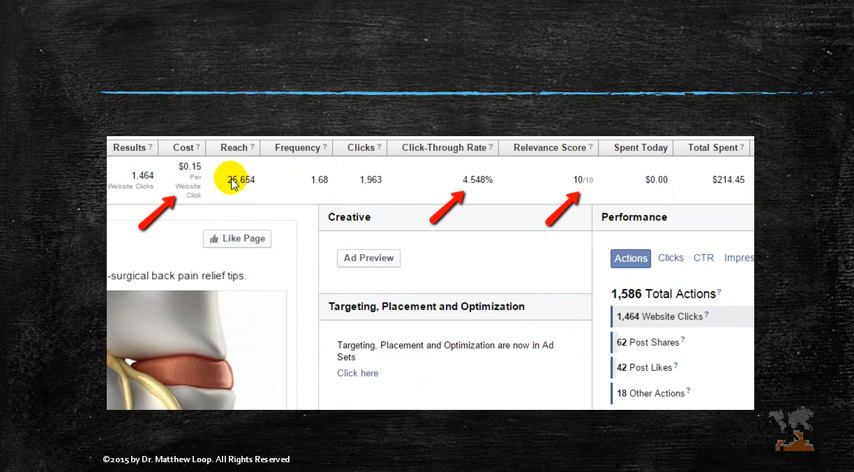 Results ? Cost ? Reach ? Frequency ? Clicks ? Click-Through Rate ? Relevance Score ? Spent Today Total Spent ?
1,464 $0.15 1.68 1,963 4.548% 10/10 $0.00 $214.45
Website Clicks Per
Website
Click
Creative Performance
Like Page
Ad Preview Actions Clicks CTR Impres
-surgical back pain relief tips.
1,586 Total Actions ?
Targeting, Placement and Optimization
1,464 Website Clicks ?
Targeting, Placement and Optimization are now in Ad
Sets
62 Post Shares ?
Click here
42 Post Likes ?
18 Other Actions ?
©2015 by Dr. Matthew Loop. All Rights Reserved